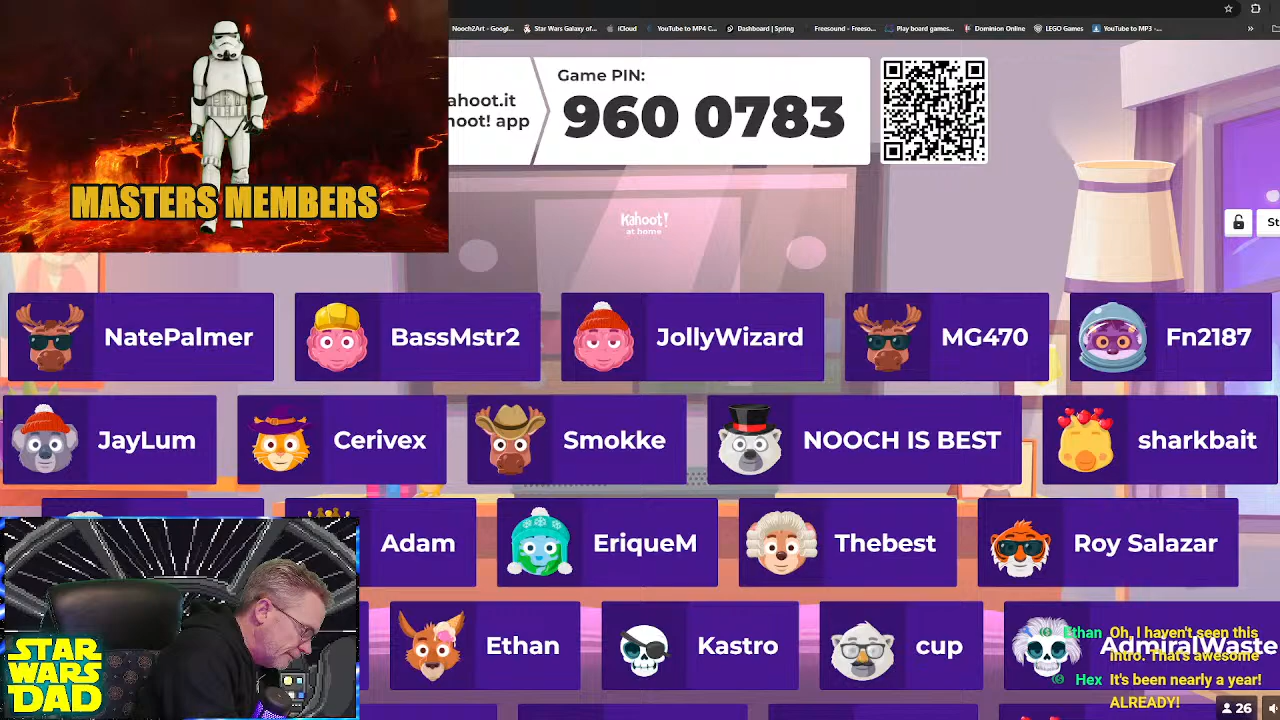 Nooch2Art - Googl...
Star Wars Galaxy of...
iCloud
YouTube to MP4 C...
Dashboard | Spring
Freesound - Freeso...
Play board games...
Dominion Online
LEGO Games
YouTube to MP3 -...
»
MASTERS MEMBERS
ahoot.it
hoot! app
Game PIN:
960 0783
Kahoot!
at home
St
NatePalmer
BassMstr2
JollyWizard
MG470
Fn2187
JayLum
Cerivex
Smokke
NOOCH IS BEST
sharkbait
Adam
EriqueM
Thebest
Roy Salazar
Ethan
Kastro
cup
AdmiralWaste
Ethan Oh, I haven't seen this
intro. That's awesome
Hex It's been nearly a year!
ALREADY!
26
STAR
WARS
DAD